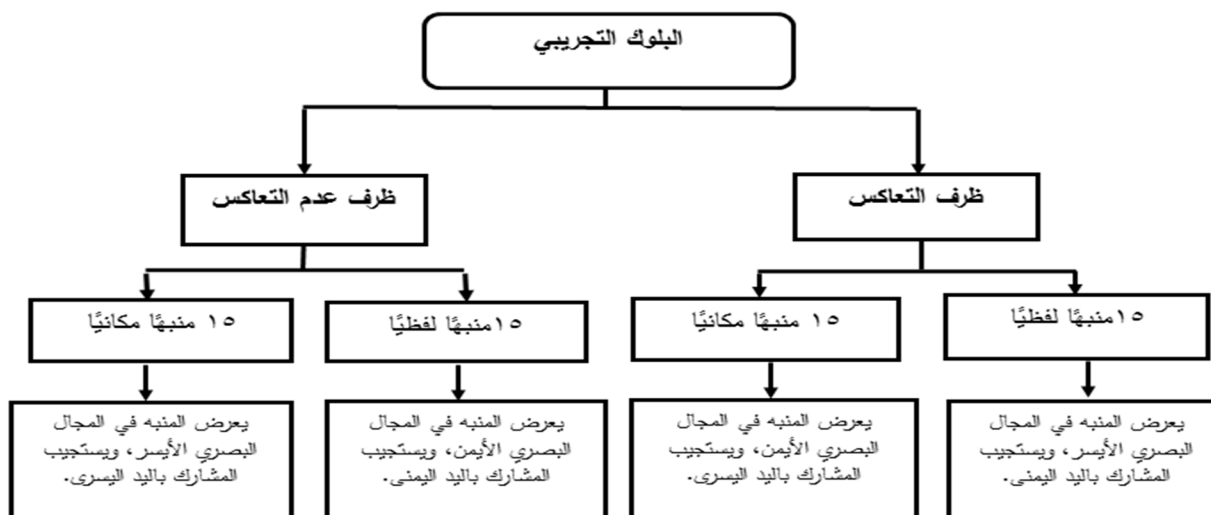 البلوك التجريبي
ظرف التعاكس
ظرف عدم التعاكس
١٥منبهًا لفظيًا
١٥ منبهًا مكانيًا
١٥منبهًا لفظيًا
١٥ منبهًا مكانيًا
يعرض المنبه في المجال
البصري الأيسر، ويستجيب
المشارك باليد اليمنى.
يعرض المنبه في المجال
البصري الأيمن، ويستجيب
المشارك باليد اليسرى.
يعرض المنبه في المجال
البصري الأيمن، ويستجيب
المشارك باليد اليمنى.
يعرض المنبه في المجال
البصري الأيسر، ويستجيب
المشارك باليد اليسرى.